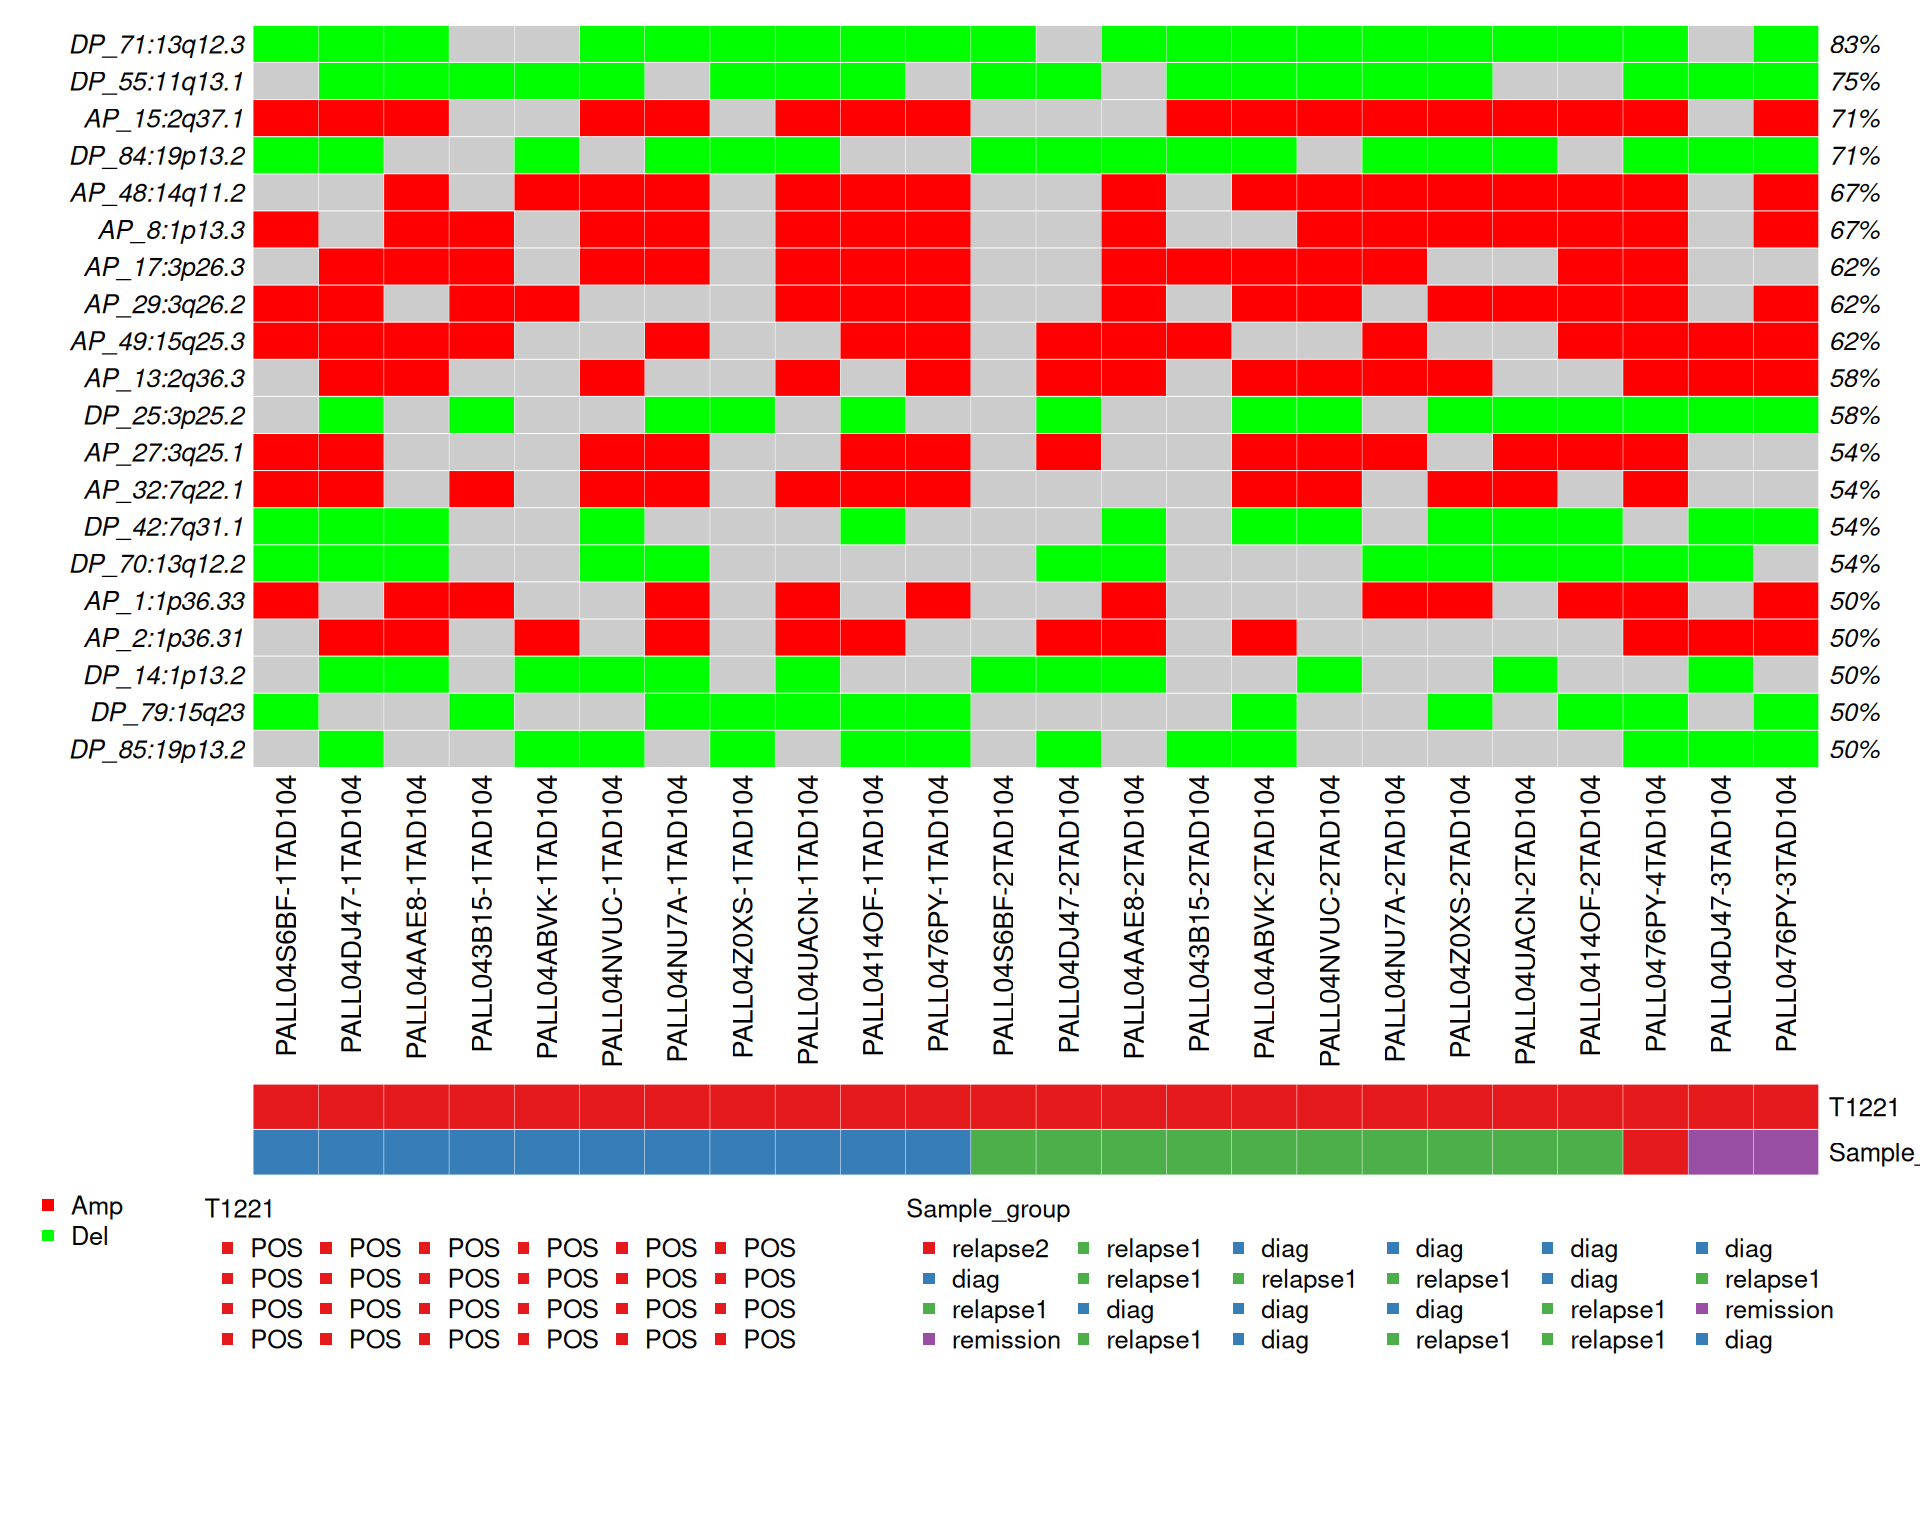 DP_71:13q12.3 83%
DP_55:11q13.1 75%
AP_15:2q37.1 71%
DP_84:19p13.2 71%
AP_48:14q11.2 67%
AP_8:1p13.3 67%
AP_17:3p26.3 62%
AP_29:3q26.2 62%
AP_49:15q25.3 62%
AP_13:2q36.3 58%
DP_25:3p25.2 58%
AP_27:3q25.1 54%
AP_32:7q22.1 54%
DP_42:7q31.1 54%
DP_70:13q12.2 54%
AP_1:1p36.33 50%
AP_2:1p36.31 50%
DP_14:1p13.2 50%
DP_79:15q23 50%
DP_85:19p13.2 50%
PALL04S6BF-1TAD104
PALL04DJ47-1TAD104
PALL04AAE8-1TAD104
PALL043B15-1TAD104
PALL04ABVK-1TAD104
PALL04NVUC-1TAD104
PALL04NU7A-1TAD104
PALL04Z0XS-1TAD104
PALL04UACN-1TAD104
PALL0414OF-1TAD104
PALL0476PY-1TAD104
PALL04S6BF-2TAD104
PALL04DJ47-2TAD104
PALL04AAE8-2TAD104
PALL043B15-2TAD104
PALL04ABVK-2TAD104
PALL04NVUC-2TAD104
PALL04NU7A-2TAD104
PALL04Z0XS-2TAD104
PALL04UACN-2TAD104
PALL0414OF-2TAD104
PALL0476PY-4TAD104
PALL04DJ47-3TAD104
PALL0476PY-3TAD104
T1221
Sample_
Amp
Del
T1221
POS POS POS POS POS POS
POS POS POS POS POS POS
POS POS POS POS POS POS
POS POS POS POS POS POS
Sample_group
relapse2 relapse1 diag diag diag diag
diag relapse1 relapse1 relapse1 diag relapse1
relapse1 diag diag diag relapse1 remission
remission relapse1 diag relapse1 relapse1 diag